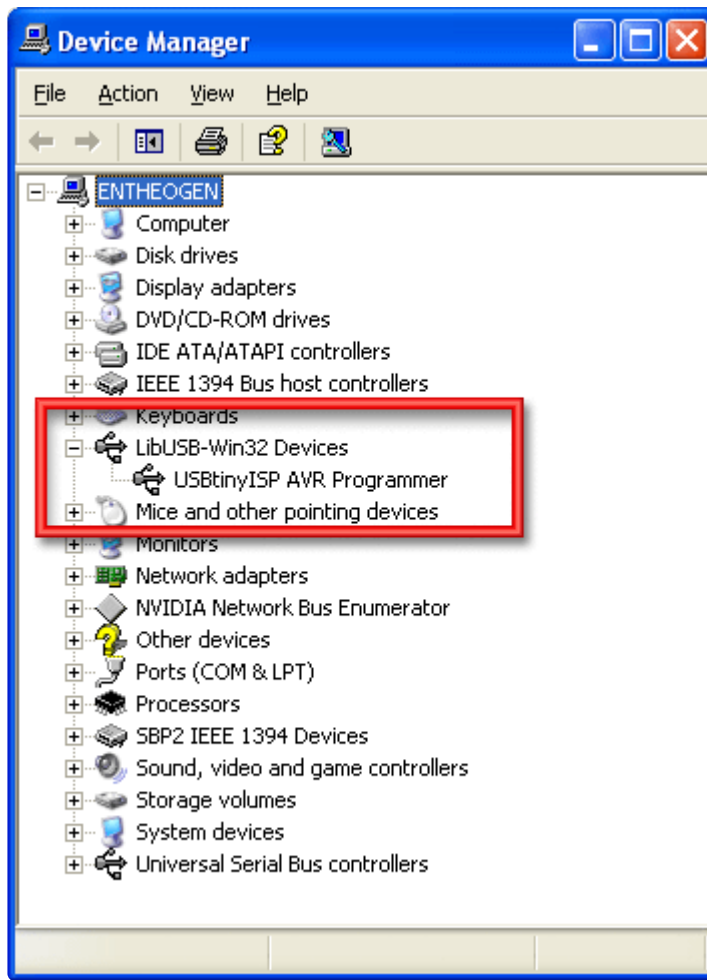 Device Manager
File Action View Help
ENTHEOGEN
Computer
Disk drives
Display adapters
DVD/CD-ROM drives
IDE ATA/ATAPI controllers
IEEE 1394 Bus host controllers
Keyboards
LibUSB-Win32 Devices
USBtinyISP AVR Programmer
Mice and other pointing devices
Monitors
Network adapters
NVIDIA Network Bus Enumerator
Other devices
Ports (COM & LPT)
Processors
SBP2 IEEE 1394 Devices
Sound, video and game controllers
Storage volumes
System devices
Universal Serial Bus controllers